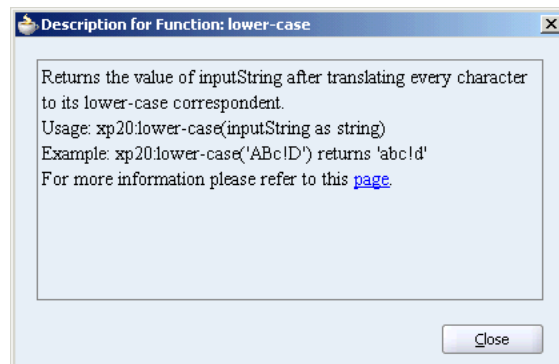 Description for Function: lower-case
Returns the value of inputString after translating every character
to its lower-case correspondent.
Usage: xp20:lower-case(inputString as string)
Example: xp20:lower-case('ABc!D') returns 'abc!d'
For more information please refer to this page.
Close